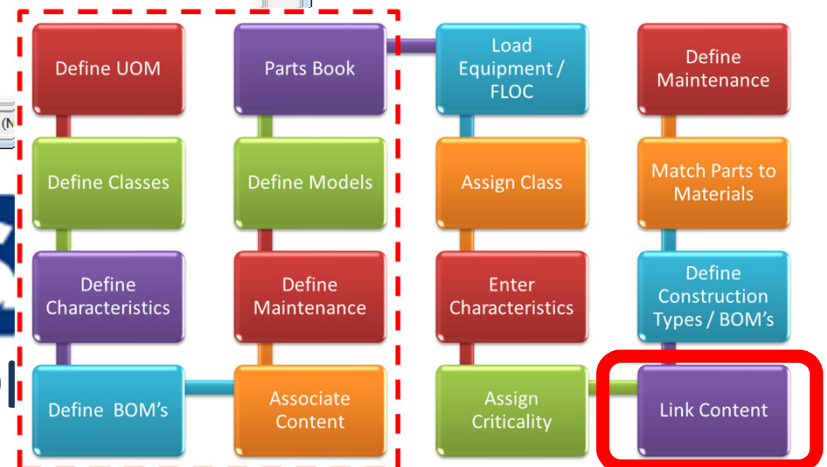 Define UOM
Parts Book
Load
Equipment /
FLOC
Define
Maintenance
(N
Define Classes
Define Models
Assign Class
Match Parts to
Materials
Define
Characteristics
Define
Maintenance
Enter
Characteristics
Define
Construction
Types / BOM's
Define  BOM's
Associate
Content
Assign
Criticality
Link Content